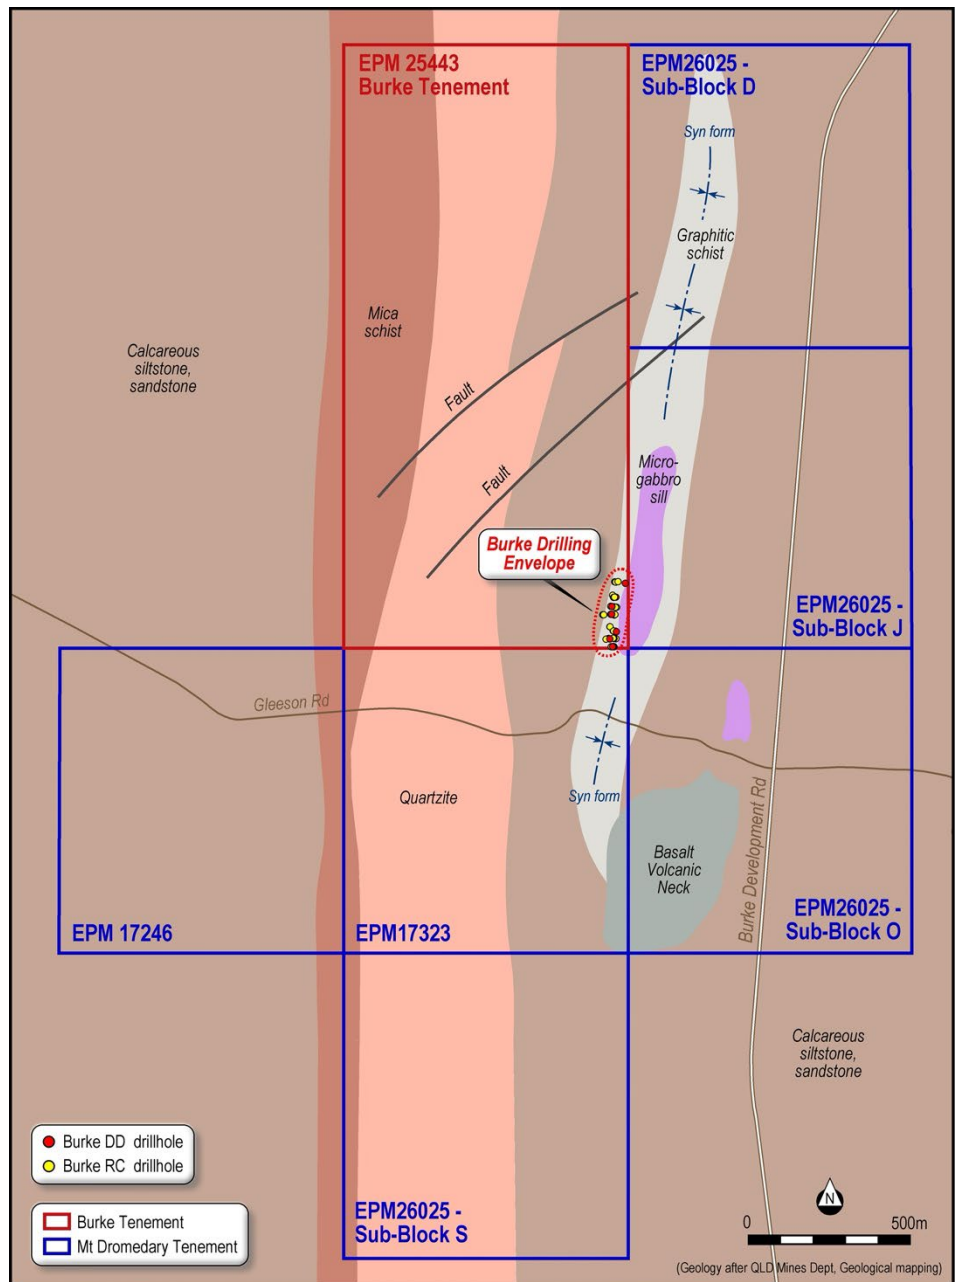 EPM 25443
Burke Tenement
EPM26025 -
Sub-Block D
Syn form
Graphitic
schist
Mica
schist
Calcareous
siltstone,
sandstone
Fault
Fault
Micro-
gabbro
sill
Burke Drilling
Envelope
EPM26025 -
Sub-Block J
Gleeson Rd
Syn form
Quartzite
Basalt
Volcanic
Neck
Burke Development Rd
EPM 17246
EPM17323
EPM26025 -
Sub-Block O
Calcareous
siltstone,
sandstone
Burke DD drillhole
Burke RC drillhole
Burke Tenement
Mt Dromedary Tenement
EPM26025 -
Sub-Block S
N
0 500m
(Geology after QLD Mines Dept, Geological mapping)